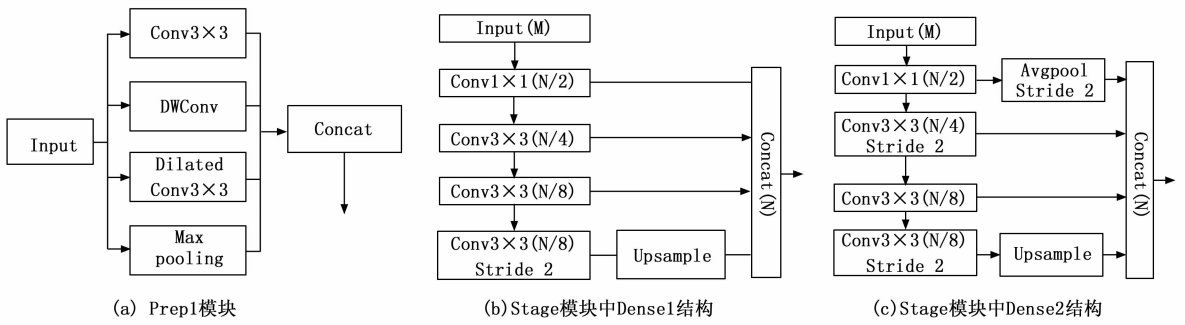 Input
Conv3×3
DWConv
Dilated
Conv3×3
Max
pooling
Concat
(a) Prep1模块
Input(M)
Conv1×1(N/2)
Conv3×3(N/4)
Conv3×3(N/8)
Conv3×3(N/8)
Stride 2
Upsample
Concat(N)
(b)Stage模块中Dense1结构
Input(M)
Conv1×1(N/2)
Avgpool
Stride 2
Conv3×3(N/4)
Stride 2
Conv3×3(N/8)
Conv3×3(N/8)
Stride 2
Upsample
Concat(N)
(c)Stage模块中Dense2结构